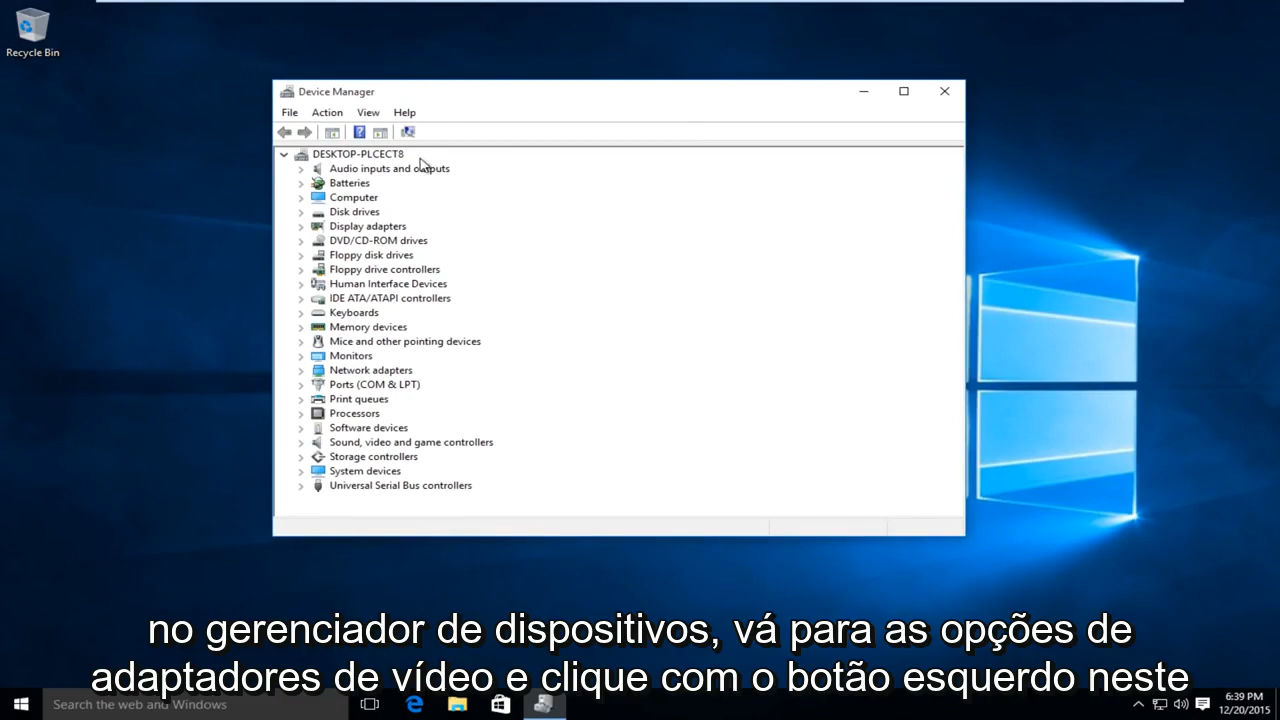 Recycle Bin
Device Manager
File Action View Help
DESKTOP-PLCECT8
Audio inputs and outputs
Batteries
Computer
Disk drives
Display adapters
DVD/CD-ROM drives
Floppy disk drives
Floppy drive controllers
Human Interface Devices
IDE ATA/ATAPI controllers
Keyboards
Memory devices
Mice and other pointing devices
Monitors
Network adapters
Ports (COM & LPT)
Print queues
Processors
Software devices
Sound, video and game controllers
Storage controllers
System devices
Universal Serial Bus controllers
no gerenciador de dispositivos, vá para as opções de
adaptadores de vídeo e clique com o botão esquerdo neste
Search the web and Windows
6:39 PM
12/20/2015